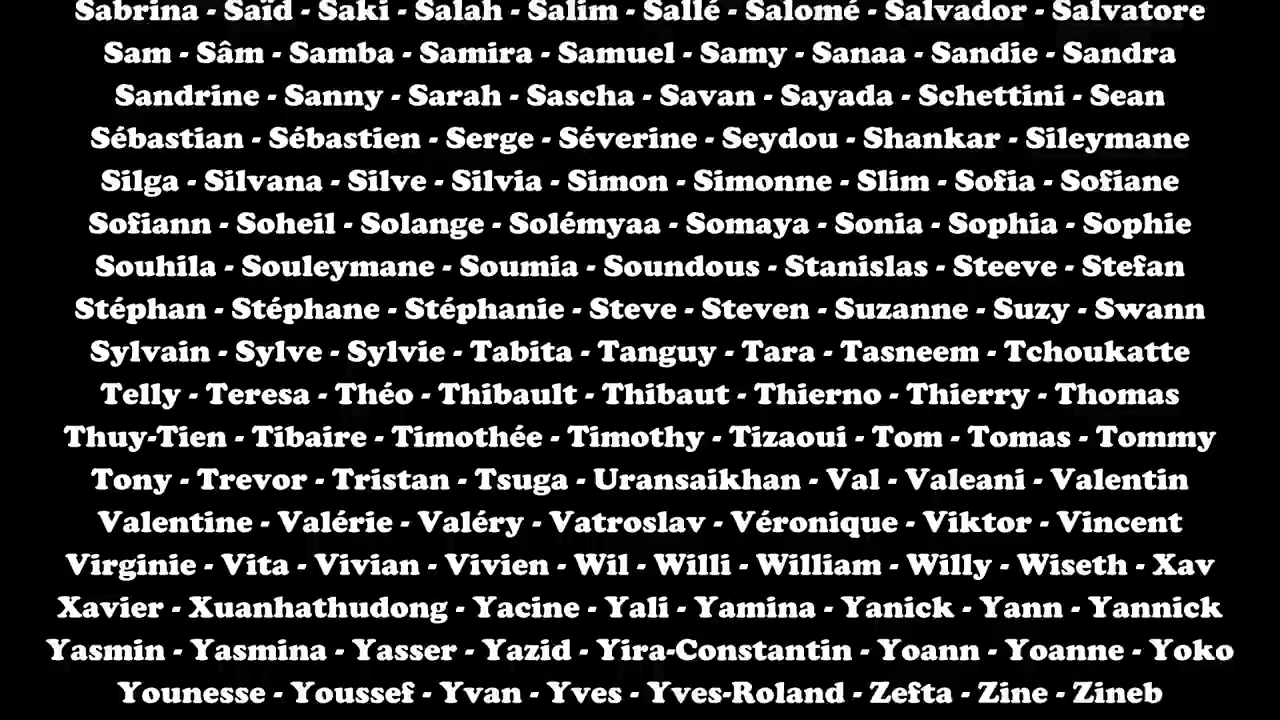 Sabrina - Saïd - Saki - Salah - Salim - Sallé - Salomé - Salvador - Salvatore
Sam - Sâm - Samba - Samira - Samuel - Samy - Sanaa - Sandie - Sandra
Sandrine - Sanny - Sarah - Sascha - Savan - Sayada - Schettini - Sean
Sébastian - Sébastien - Serge - Séverine - Seydou - Shankar - Sileymane
Silga - Silvana - Silve - Silvia - Simon - Simonne - Slim - Sofia - Sofiane
Sofiann - Soheil - Solange - Solémyaa - Somaya - Sonia - Sophia - Sophie
Souhila - Souleymane - Soumia - Soundous - Stanislas - Steeve - Stefan
Stéphan - Stéphane - Stéphanie - Steve - Steven - Suzanne - Suzy - Swann
Sylvain - Sylve - Sylvie - Tabita - Tanguy - Tara - Tasneem - Tchoukatte
Telly - Teresa - Théo - Thibault - Thibaut - Thierno - Thierry - Thomas
Thuy-Tien - Tibaire - Timothée - Timothy - Tizaoui - Tom - Tomas - Tommy
Tony - Trevor - Tristan - Tsuga - Uransaikhan - Val - Valeani - Valentin
Valentine - Valérie - Valéry - Vatroslav - Véronique - Viktor - Vincent
Virginie - Vita - Vivian - Vivien - Wil - Willi - William - Willy - Wiseth - Xav
Xavier - Xuanhathudong - Yacine - Yali - Yamina - Yanick - Yann - Yannick
Yasmin - Yasmina - Yasser - Yazid - Yira-Constantin - Yoann - Yoanne - Yoko
Younesse - Youssef - Yvan - Yves - Yves-Roland - Zefta - Zine - Zineb